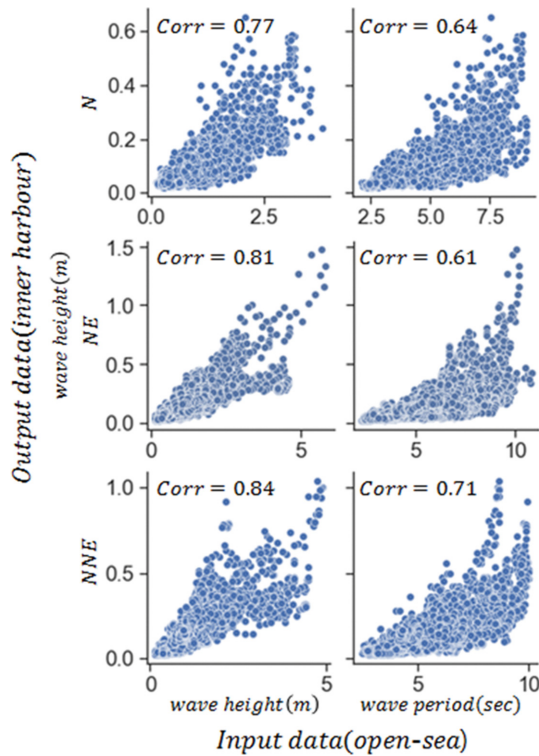 Corr = 0.77
Corr = 0.64
0.6
0.4
0.2
0.0
N
0.0 2.5
2.5 5.0 7.5
Output data(inner harbour)
wave height(m)
Corr = 0.81
Corr = 0.61
1.5
1.0
0.5
0.0
NE
0 5
5 10
Corr = 0.84
Corr = 0.71
1.0
0.5
0.0
NNE
0 5
5 10
wave height(m) wave period(sec)
Input data(open-sea)